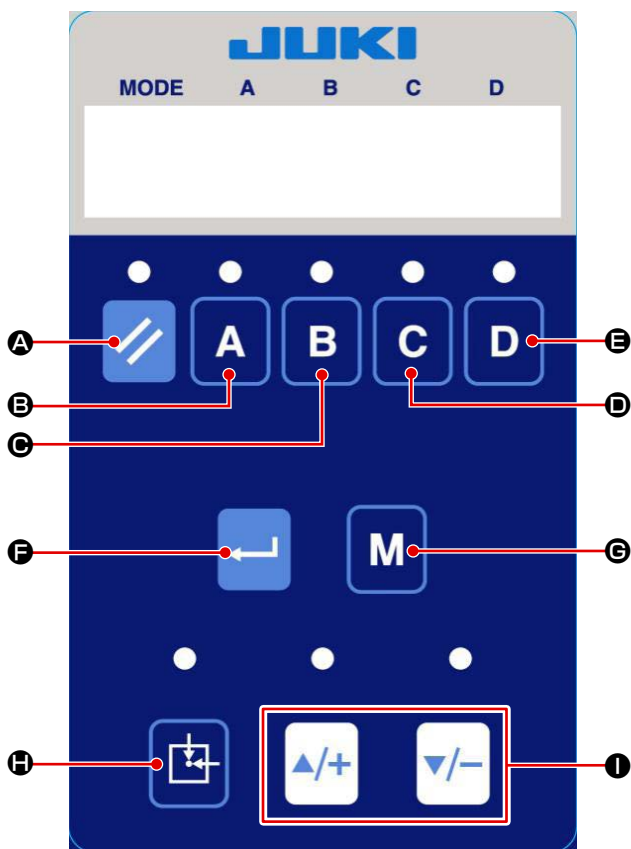 JUKI
MODE A B C D
A B C D
A E
B D
C
M
F G
▲/+ ▼/−
H I